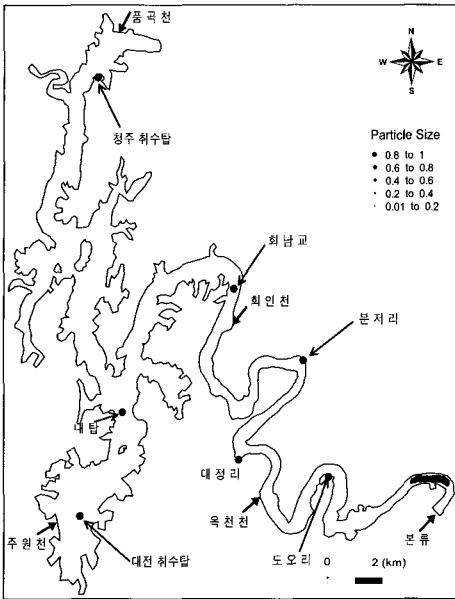 품곡천
N
W E
S
청주 취수탑
Particle Size
0.8 to 1
0.6 to 0.8
0.4 to 0.6
0.2 to 0.4
0.01 to 0.2
회남교
회인천
분저리
대탑
대정리
옥천천
주원천
대전 취수탑
도오리
본류
0 2 (km)